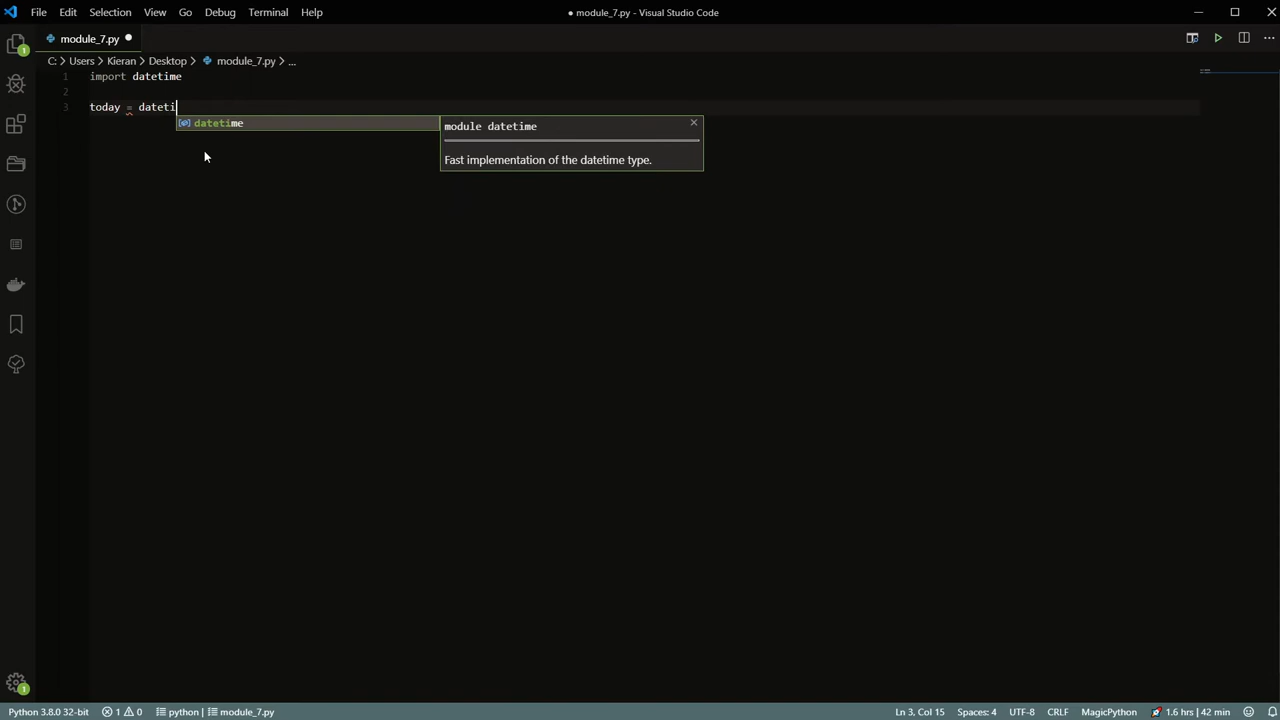 File Edit Selection View Go Debug Terminal Help
● module_7.py - Visual Studio Code
module_7.py
C: > Users > Kieran > Desktop > module_7.py > ...
1 import datetime
2
3 today = dateti
datetime
module datetime
Fast implementation of the datetime type.
1
1
Python 3.8.0 32-bit 1 0 python | module_7.py Ln 3, Col 15 Spaces: 4 UTF-8 CRLF MagicPython 1.6 hrs | 42 min